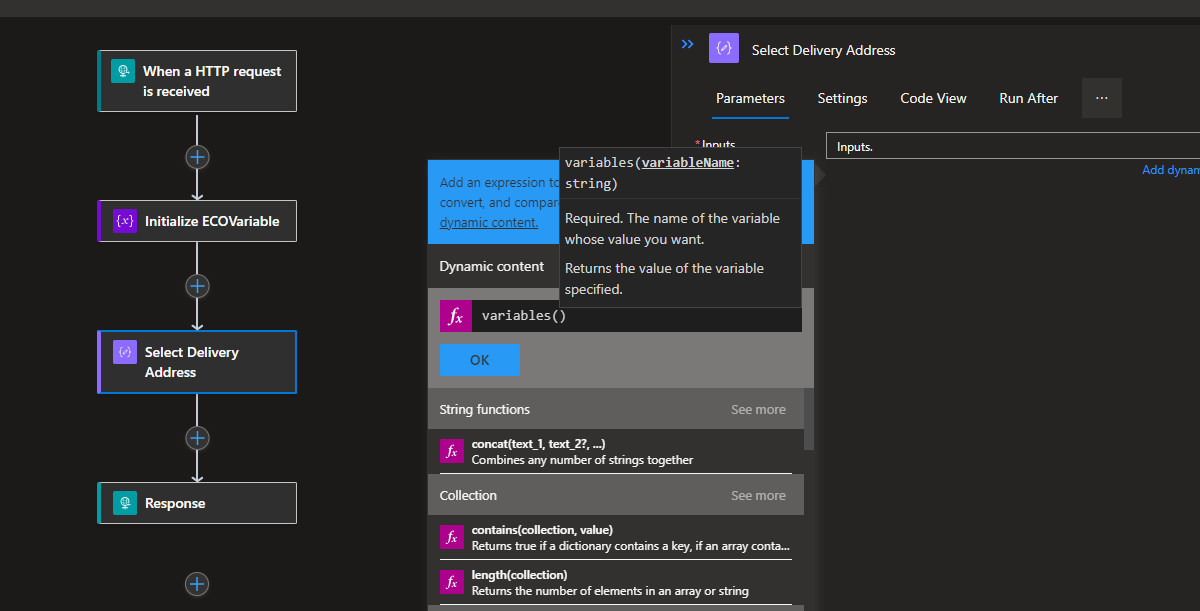 When a HTTP request
is received
Initialize ECOVariable
Select Delivery
Address
Response
Select Delivery Address
Parameters
Settings
Code View
Run After
...
* Inputs
Inputs.
Add dynam
Add an expression to
convert, and compar
dynamic content.
variables(variableName:
string)
Required. The name of the variable
whose value you want.
Returns the value of the variable
specified.
Dynamic content
fx
variables()
OK
String functions
See more
fx
concat(text_1, text_2?, ...)
Combines any number of strings together
Collection
See more
fx
contains(collection, value)
Returns true if a dictionary contains a key, if an array conta...
fx
length(collection)
Returns the number of elements in an array or string